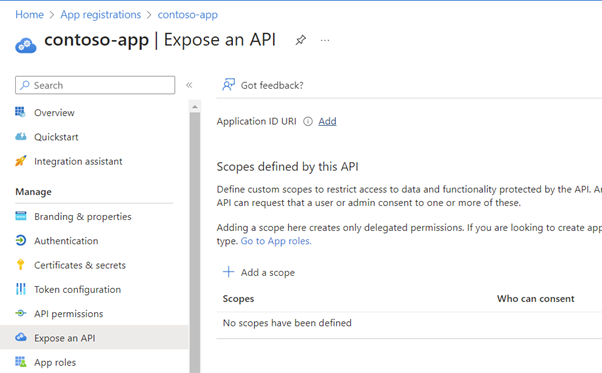 Home > App registrations > contoso-app
contoso-app | Expose an API
Search
«
Got feedback?
Overview
Application ID URI Add
Quickstart
Integration assistant
Scopes defined by this API
Manage
Define custom scopes to restrict access to data and functionality protected by the API.
Branding & properties
API can request that a user or admin consent to one or more of these.
Authentication
Adding a scope here creates only delegated permissions. If you are looking to create
type. Go to App roles.
Certificates & secrets
Add a scope
Token configuration
Scopes Who can consent
API permissions
No scopes have been defined
Expose an API
App roles